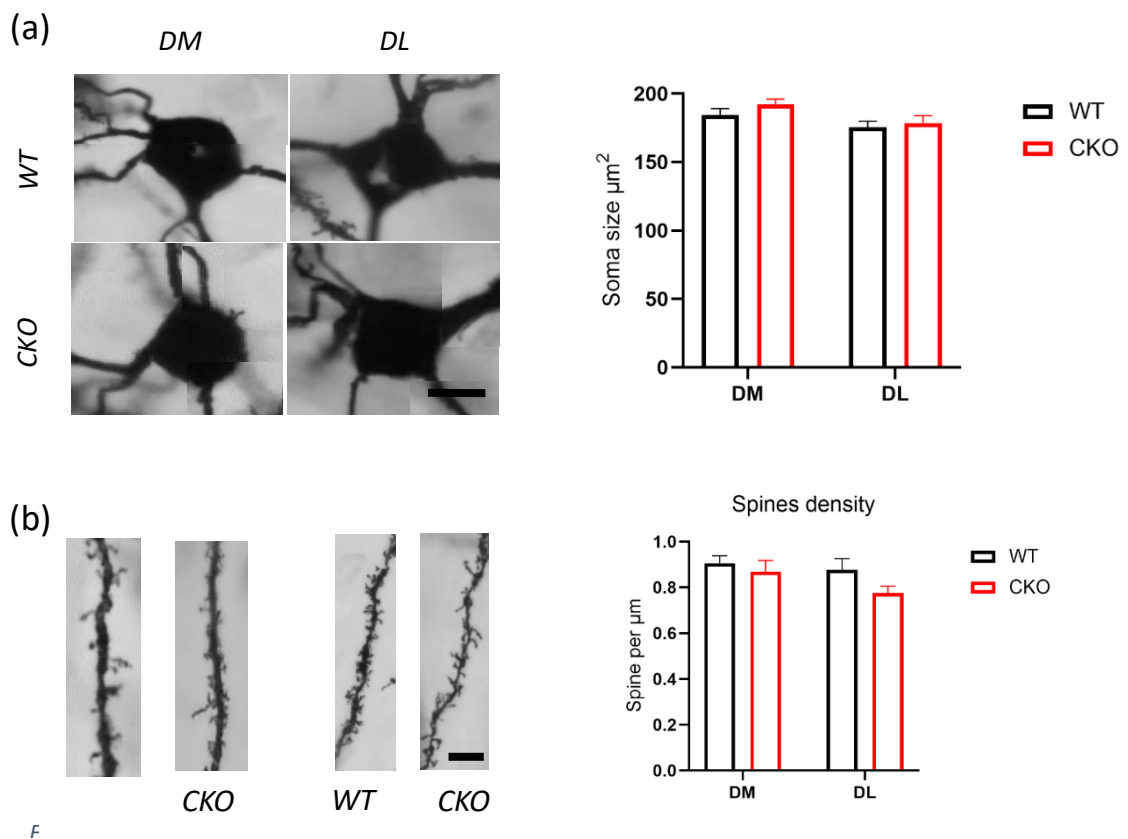 (a)
DM
DL
WT
CKO
200
150
100
50
0
Soma size µm²
DM
DL
WT
CKO
(b)
CKO
WT
CKO
Spines density
1.0
0.8
0.6
0.4
0.2
0.0
Spine per µm
DM
DL
WT
CKO